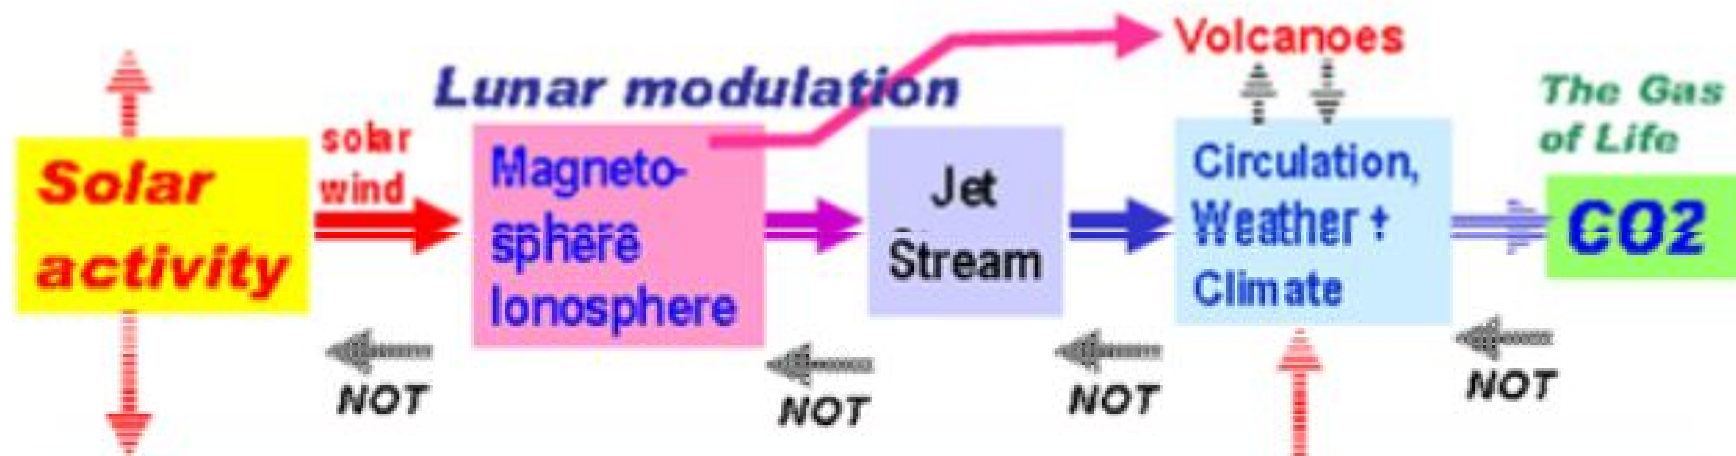 Solar
activity
solar
wind
Lunar modulation
Magneto-
sphere
Ionosphere
Jet
Stream
Volcanoes
Circulation,
Weather +
Climate
The Gas
of Life
CO2
NOT
NOT
NOT
NOT